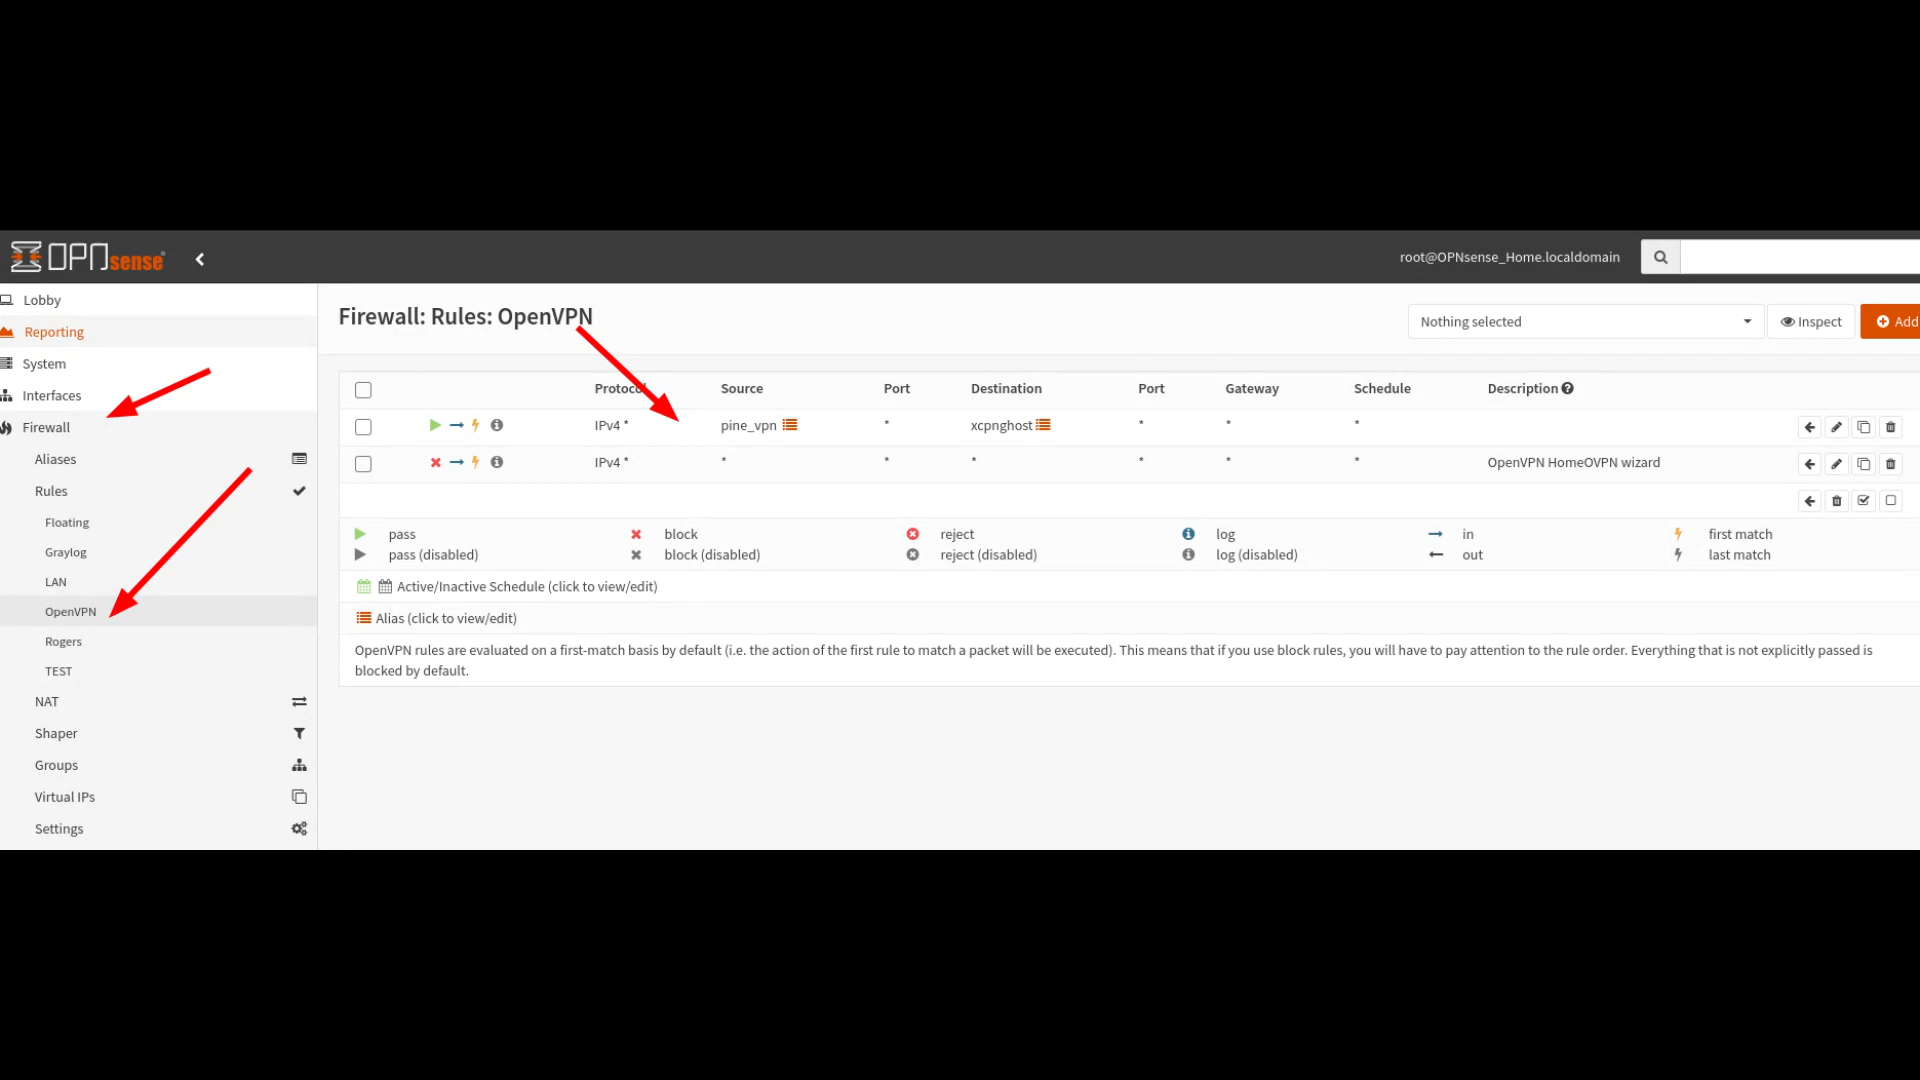 OPNsense
root@OPNsense_Home.localdomain
Lobby
Reporting
System
Interfaces
Firewall
Aliases
Rules
Floating
Graylog
LAN
OpenVPN
Rogers
TEST
NAT
Shaper
Groups
Virtual IPs
Settings
Firewall: Rules: OpenVPN
Nothing selected Inspect Add
Protocol Source Port Destination Port Gateway Schedule Description
IPv4 * pine_vpn * xcpnghost * * *
IPv4 * * * * * * * OpenVPN HomeOVPN wizard
pass block reject log in first match
pass (disabled) block (disabled) reject (disabled) log (disabled) out last match
Active/Inactive Schedule (click to view/edit)
Alias (click to view/edit)
OpenVPN rules are evaluated on a first-match basis by default (i.e. the action of the first rule to match a packet will be executed). This means that if you use block rules, you will have to pay attention to the rule order. Everything that is not explicitly passed is
blocked by default.